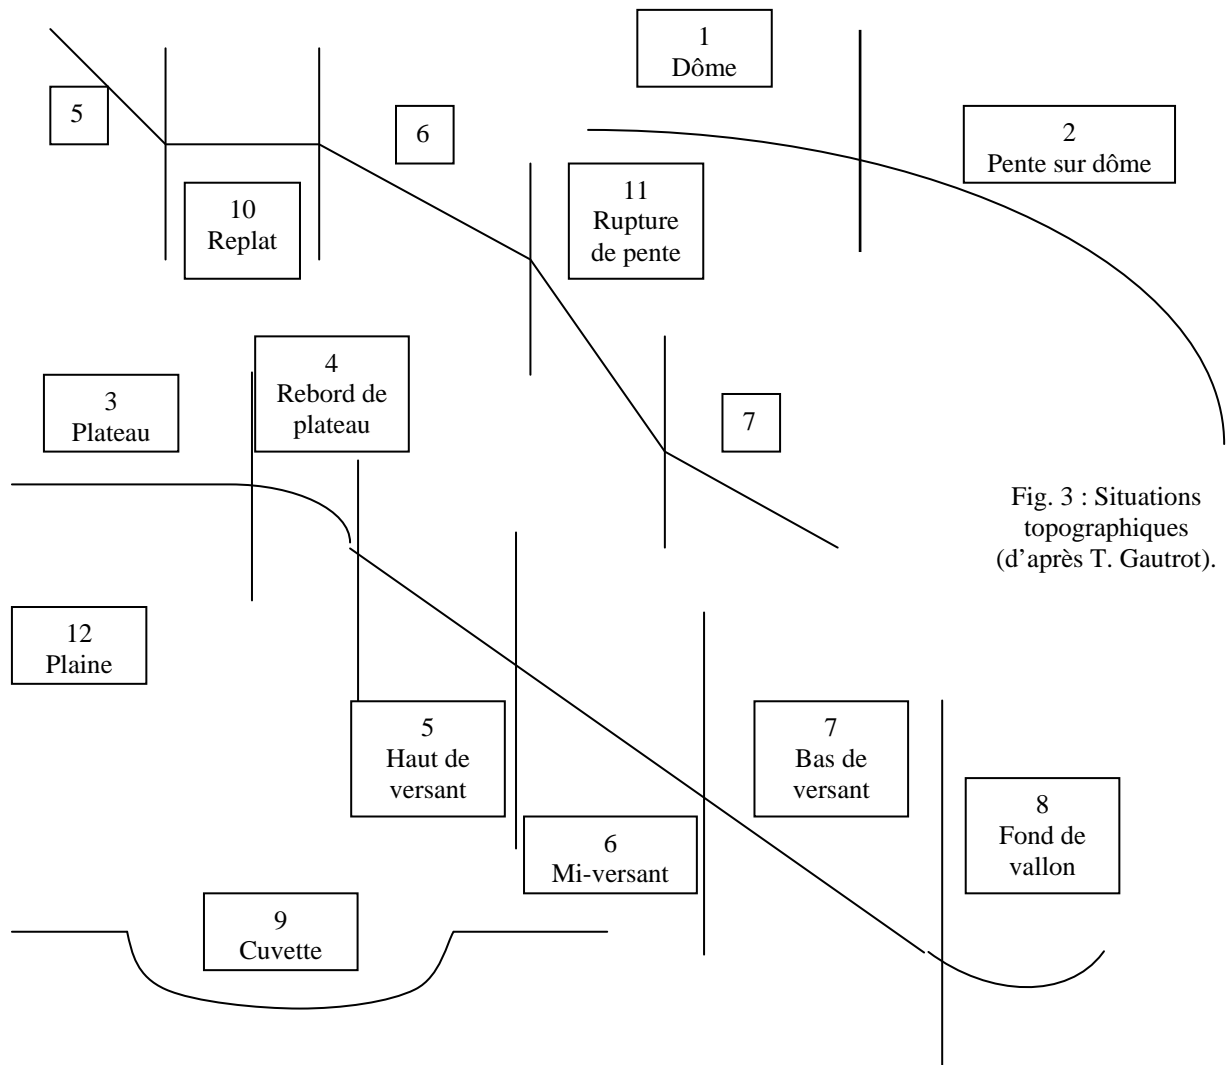 1
Dôme
5
6
2
Pente sur dôme
10
Replat
11
Rupture
de pente
3
Plateau
4
Rebord de
plateau
7
Fig. 3 : Situations
topographiques
(d’après T. Gautrot).
12
Plaine
5
Haut de
versant
7
Bas de
versant
6
Mi-versant
8
Fond de
vallon
9
Cuvette